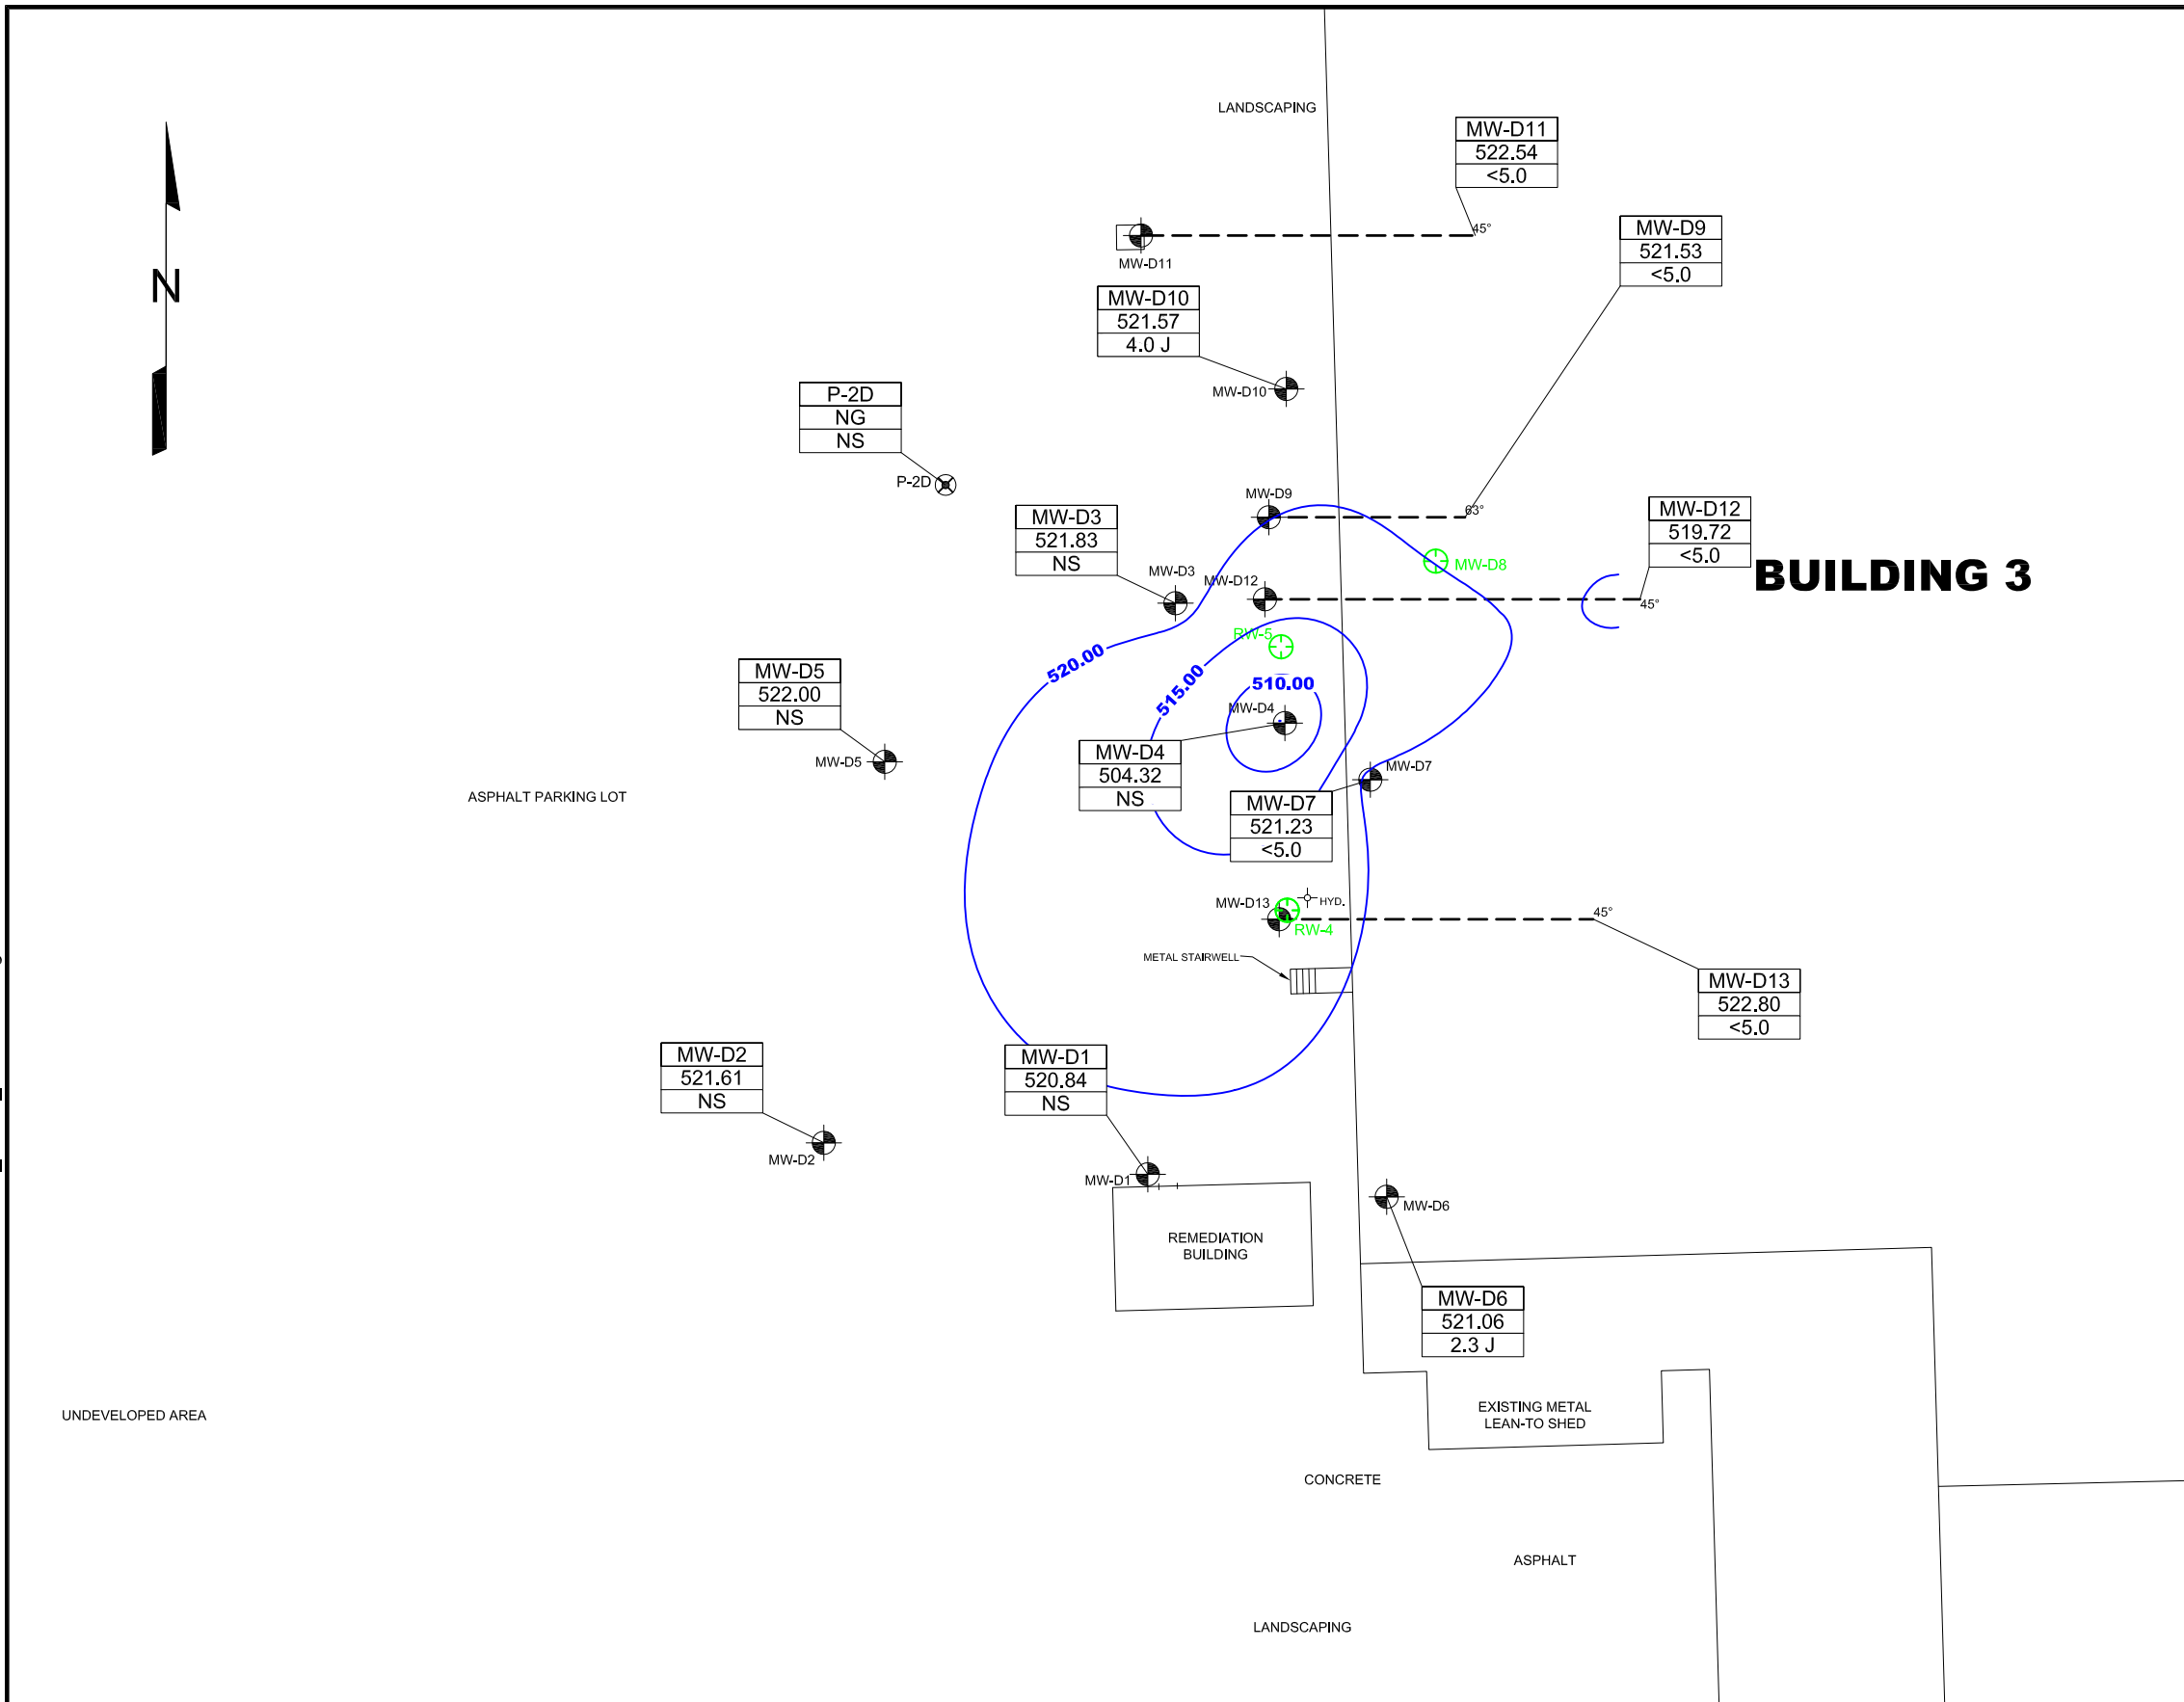 LANDSCAPING
MW-D11
522.54
<5.0
45°
MW-D11
MW-D9
521.53
<5.0
N
MW-D10
521.57
4.0 J
MW-D10
P-2D
NG
NS
P-2D
MW-D9
63°
MW-D3
521.83
NS
MW-D12
519.72
<5.0
MW-D8
BUILDING 3
MW-D3
MW-D12
45°
RW-5
520.00
515.00
510.00
MW-D5
522.00
NS
MW-D4
MW-D5
MW-D4
504.32
NS
MW-D7
ASPHALT PARKING LOT
MW-D7
521.23
<5.0
MW-D13
HYD.
45°
RW-4
METAL STAIRWELL
MW-D13
522.80
<5.0
MW-D2
521.61
NS
MW-D1
520.84
NS
MW-D2
MW-D1
MW-D6
REMEDIATION
BUILDING
MW-D6
521.06
2.3 J
UNDEVELOPED AREA
EXISTING METAL
LEAN-TO SHED
CONCRETE
ASPHALT
LANDSCAPING